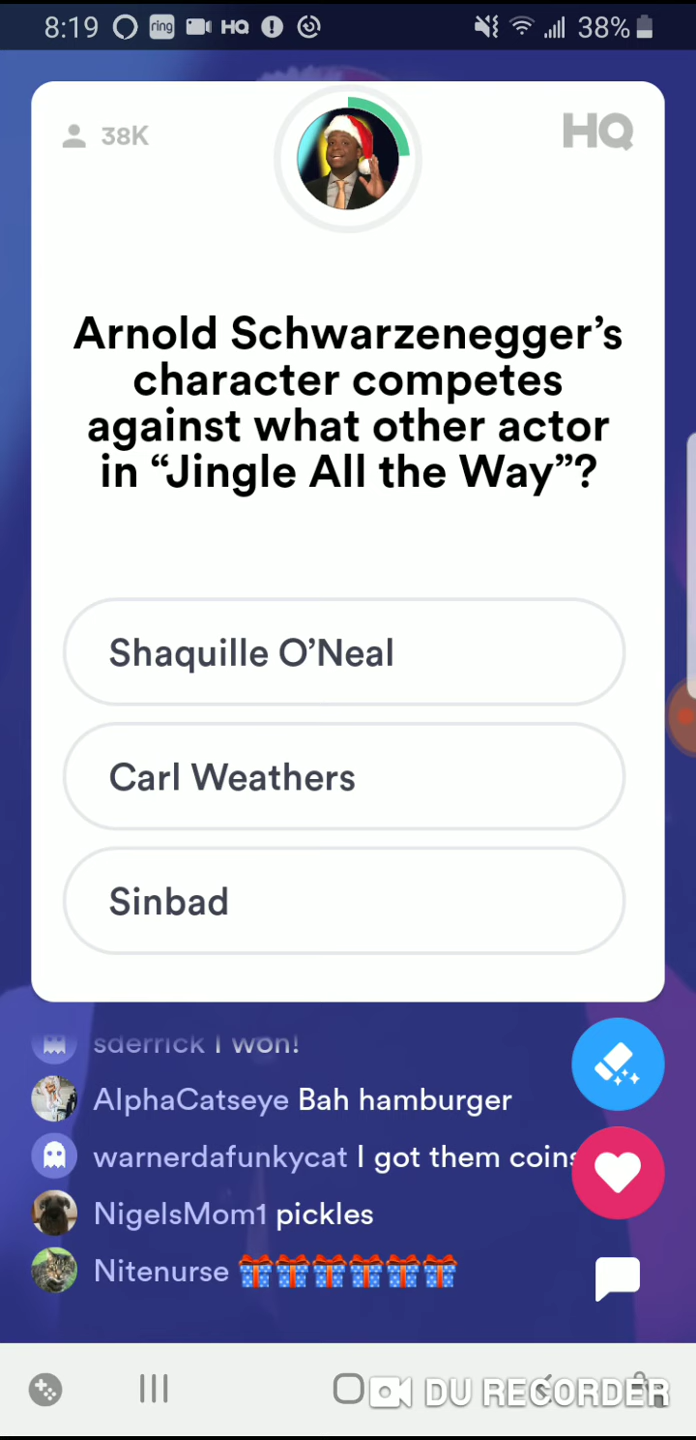 8:19 ring HQ 38%
38K HQ
Arnold Schwarzenegger’s
character competes
against what other actor
in “Jingle All the Way”?
Shaquille O’Neal
Carl Weathers
Sinbad
sderrick I won!
AlphaCatseye Bah hamburger
warnerdafunkycat I got them coins
NigelsMom1 pickles
Nitenurse 🎁🎁🎁🎁🎁🎁
DU RECORDER